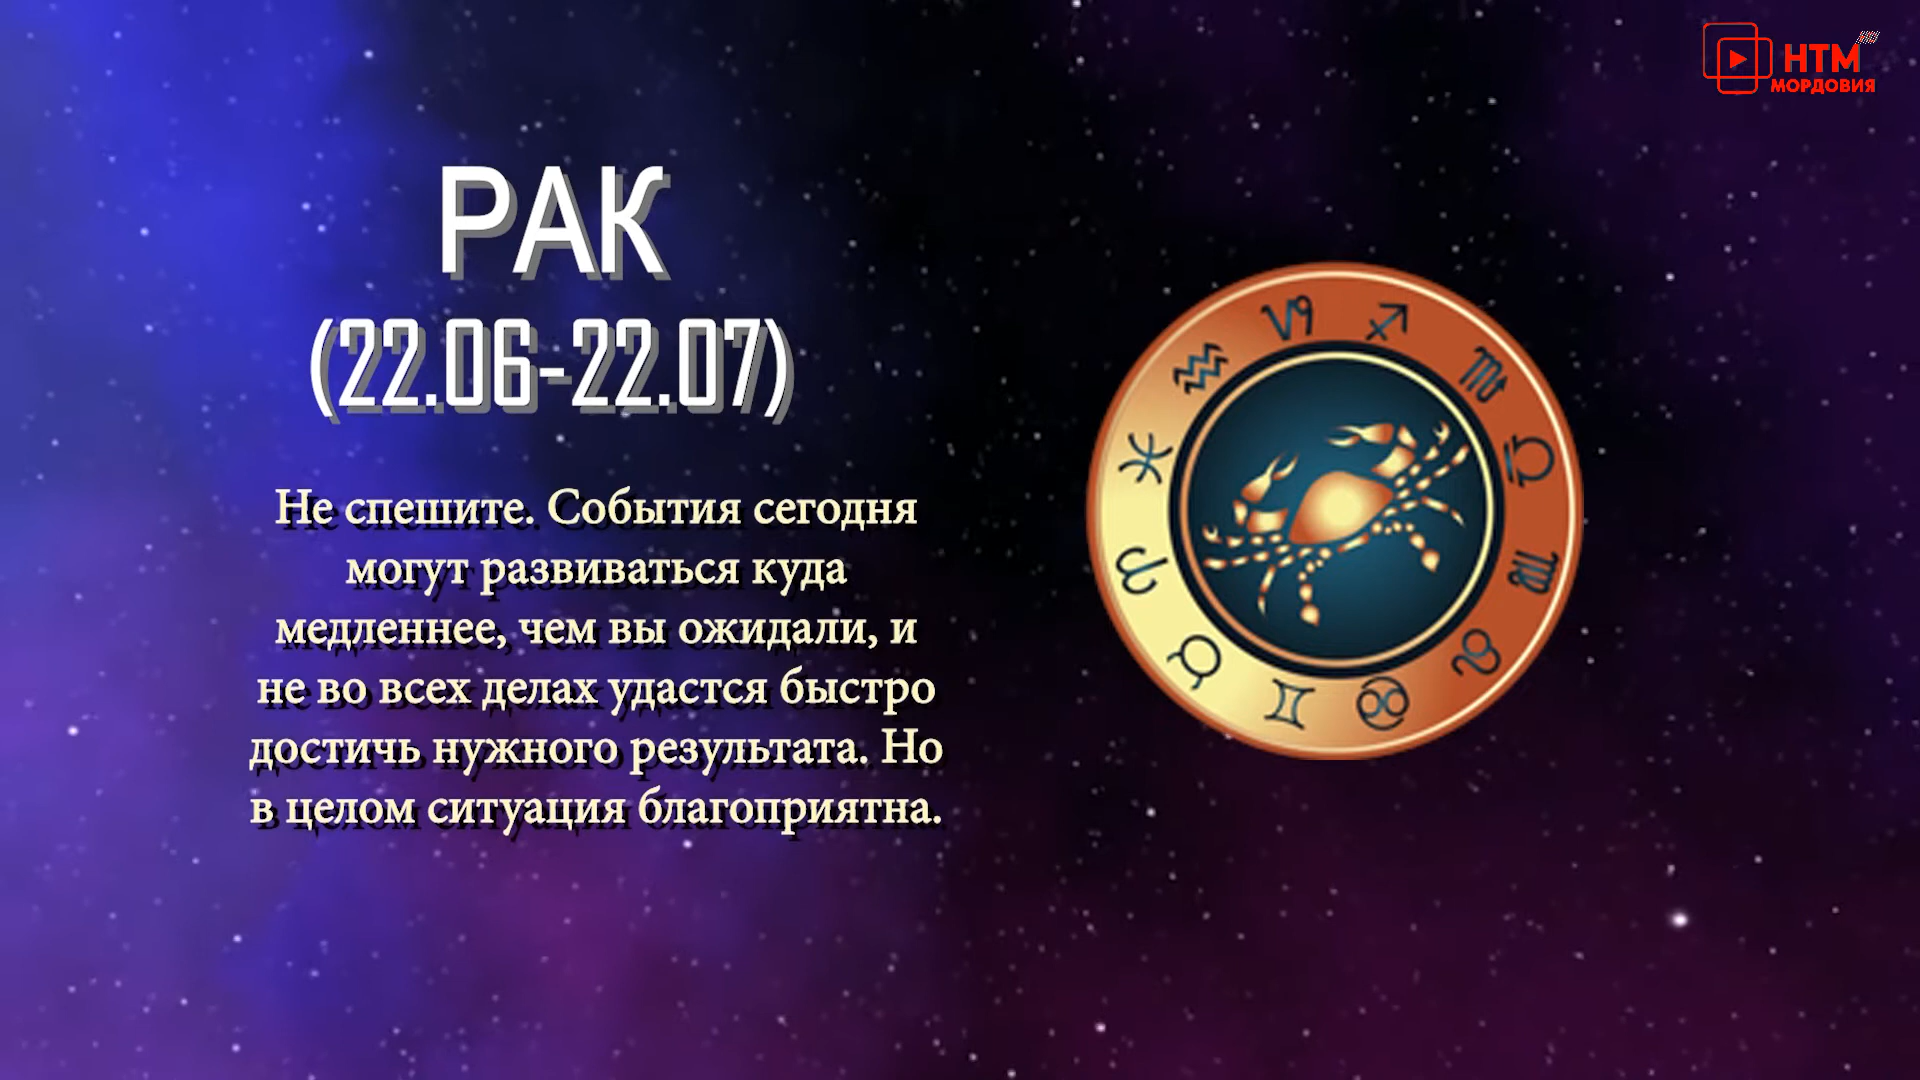 НТМ
МОРДОВИЯ
РАК
(22.06-22.07)
Не спешите. События сегодня
могут развиваться куда
медленнее, чем вы ожидали, и
не во всех делах удастся быстро
достичь нужного результата. Но
в целом ситуация благоприятна.